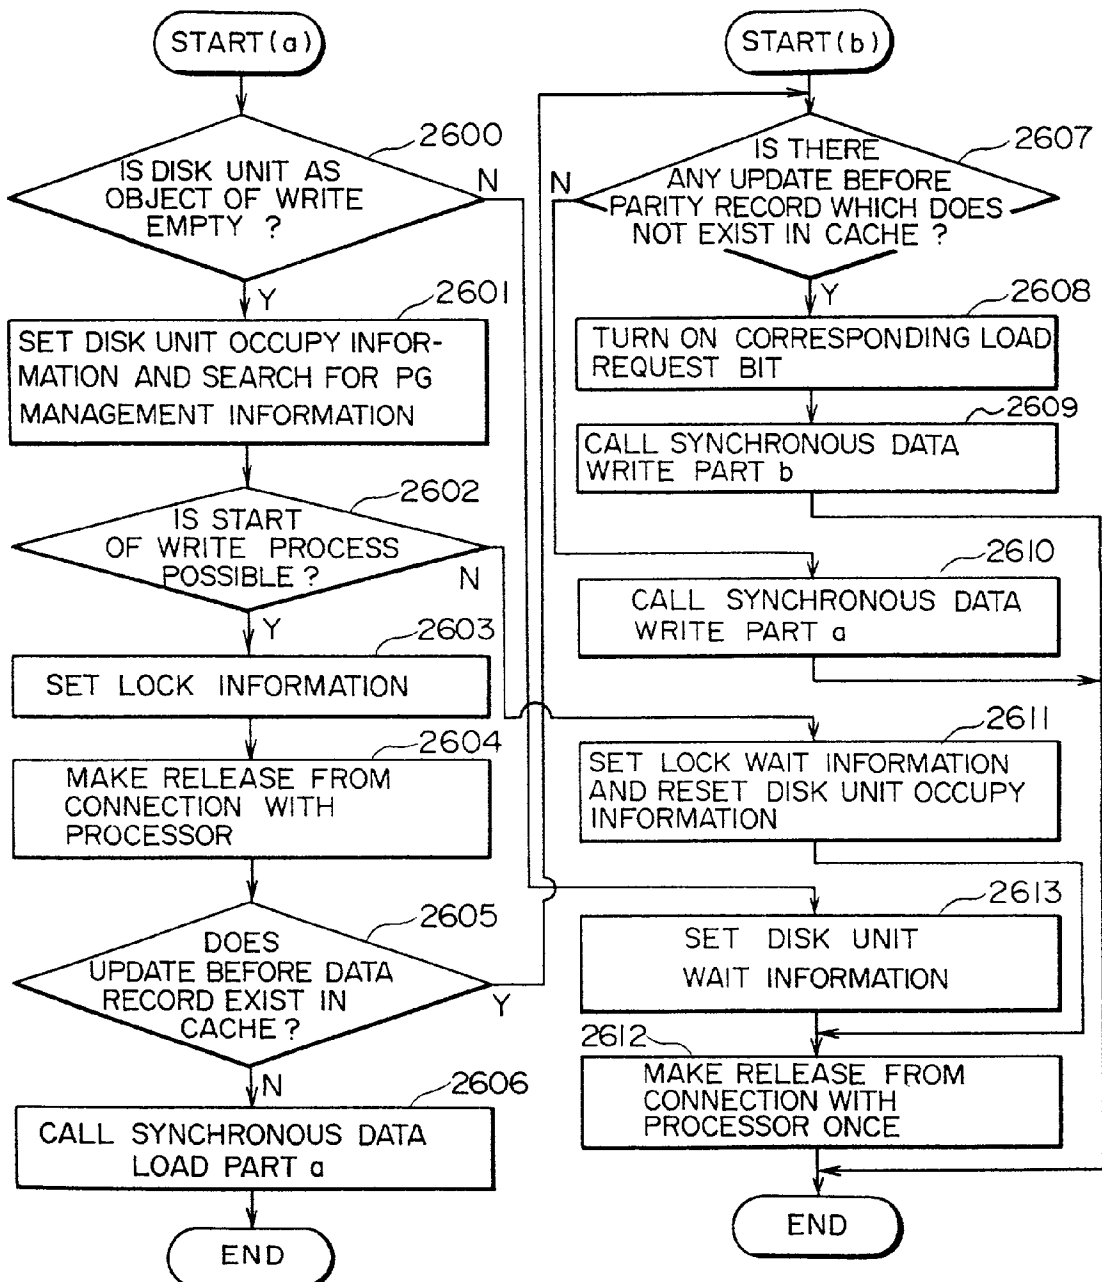 START(a)
2600
IS DISK UNIT AS
OBJECT OF WRITE
EMPTY ?
N
Y
2601
SET DISK UNIT OCCUPY INFOR-
MATION AND SEARCH FOR PG
MANAGEMENT INFORMATION
2602
IS START
OF WRITE PROCESS
POSSIBLE ?
N
Y
2603
SET LOCK INFORMATION
2604
MAKE RELEASE FROM
CONNECTION WITH
PROCESSOR
2605
DOES
UPDATE BEFORE DATA
RECORD EXIST IN
CACHE ?
Y
N
2606
CALL SYNCHRONOUS DATA
LOAD PART a
END
START(b)
2607
IS THERE
ANY UPDATE BEFORE
PARITY RECORD WHICH DOES
NOT EXIST IN CACHE ?
N
Y
2608
TURN ON CORRESPONDING LOAD
REQUEST BIT
2609
CALL SYNCHRONOUS DATA
WRITE PART b
2610
CALL SYNCHRONOUS DATA
WRITE PART a
2611
SET LOCK WAIT INFORMATION
AND RESET DISK UNIT OCCUPY
INFORMATION
2613
SET DISK UNIT
WAIT INFORMATION
2612
MAKE RELEASE FROM
CONNECTION WITH
PROCESSOR ONCE
END